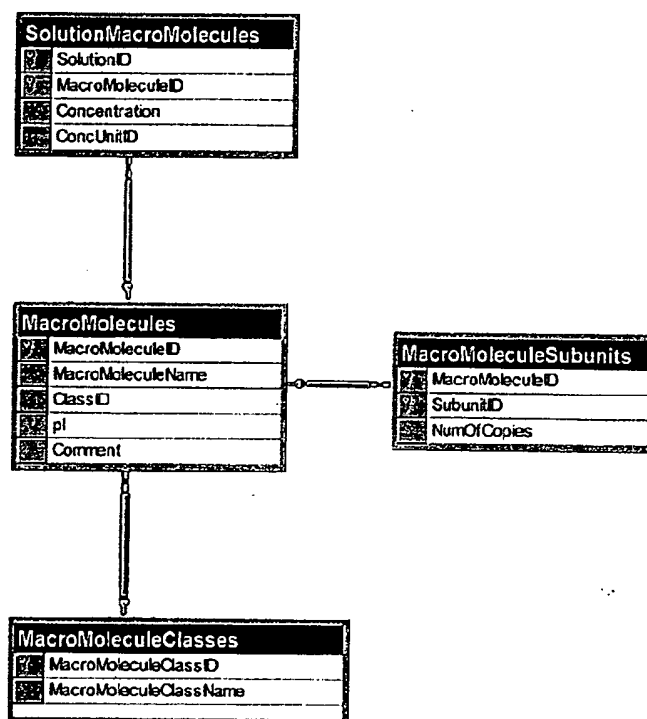 SolutionMacroMolecules
SolutionID
MacroMoleculeID
Concentration
ConcUnitID
MacroMolecules
MacroMoleculeID
MacroMoleculeName
ClassID
pI
Comment
MacroMoleculeSubunits
MacroMoleculeID
SubunitID
NumOfCopies
MacroMoleculeClasses
MacroMoleculeClassID
MacroMoleculeClassName